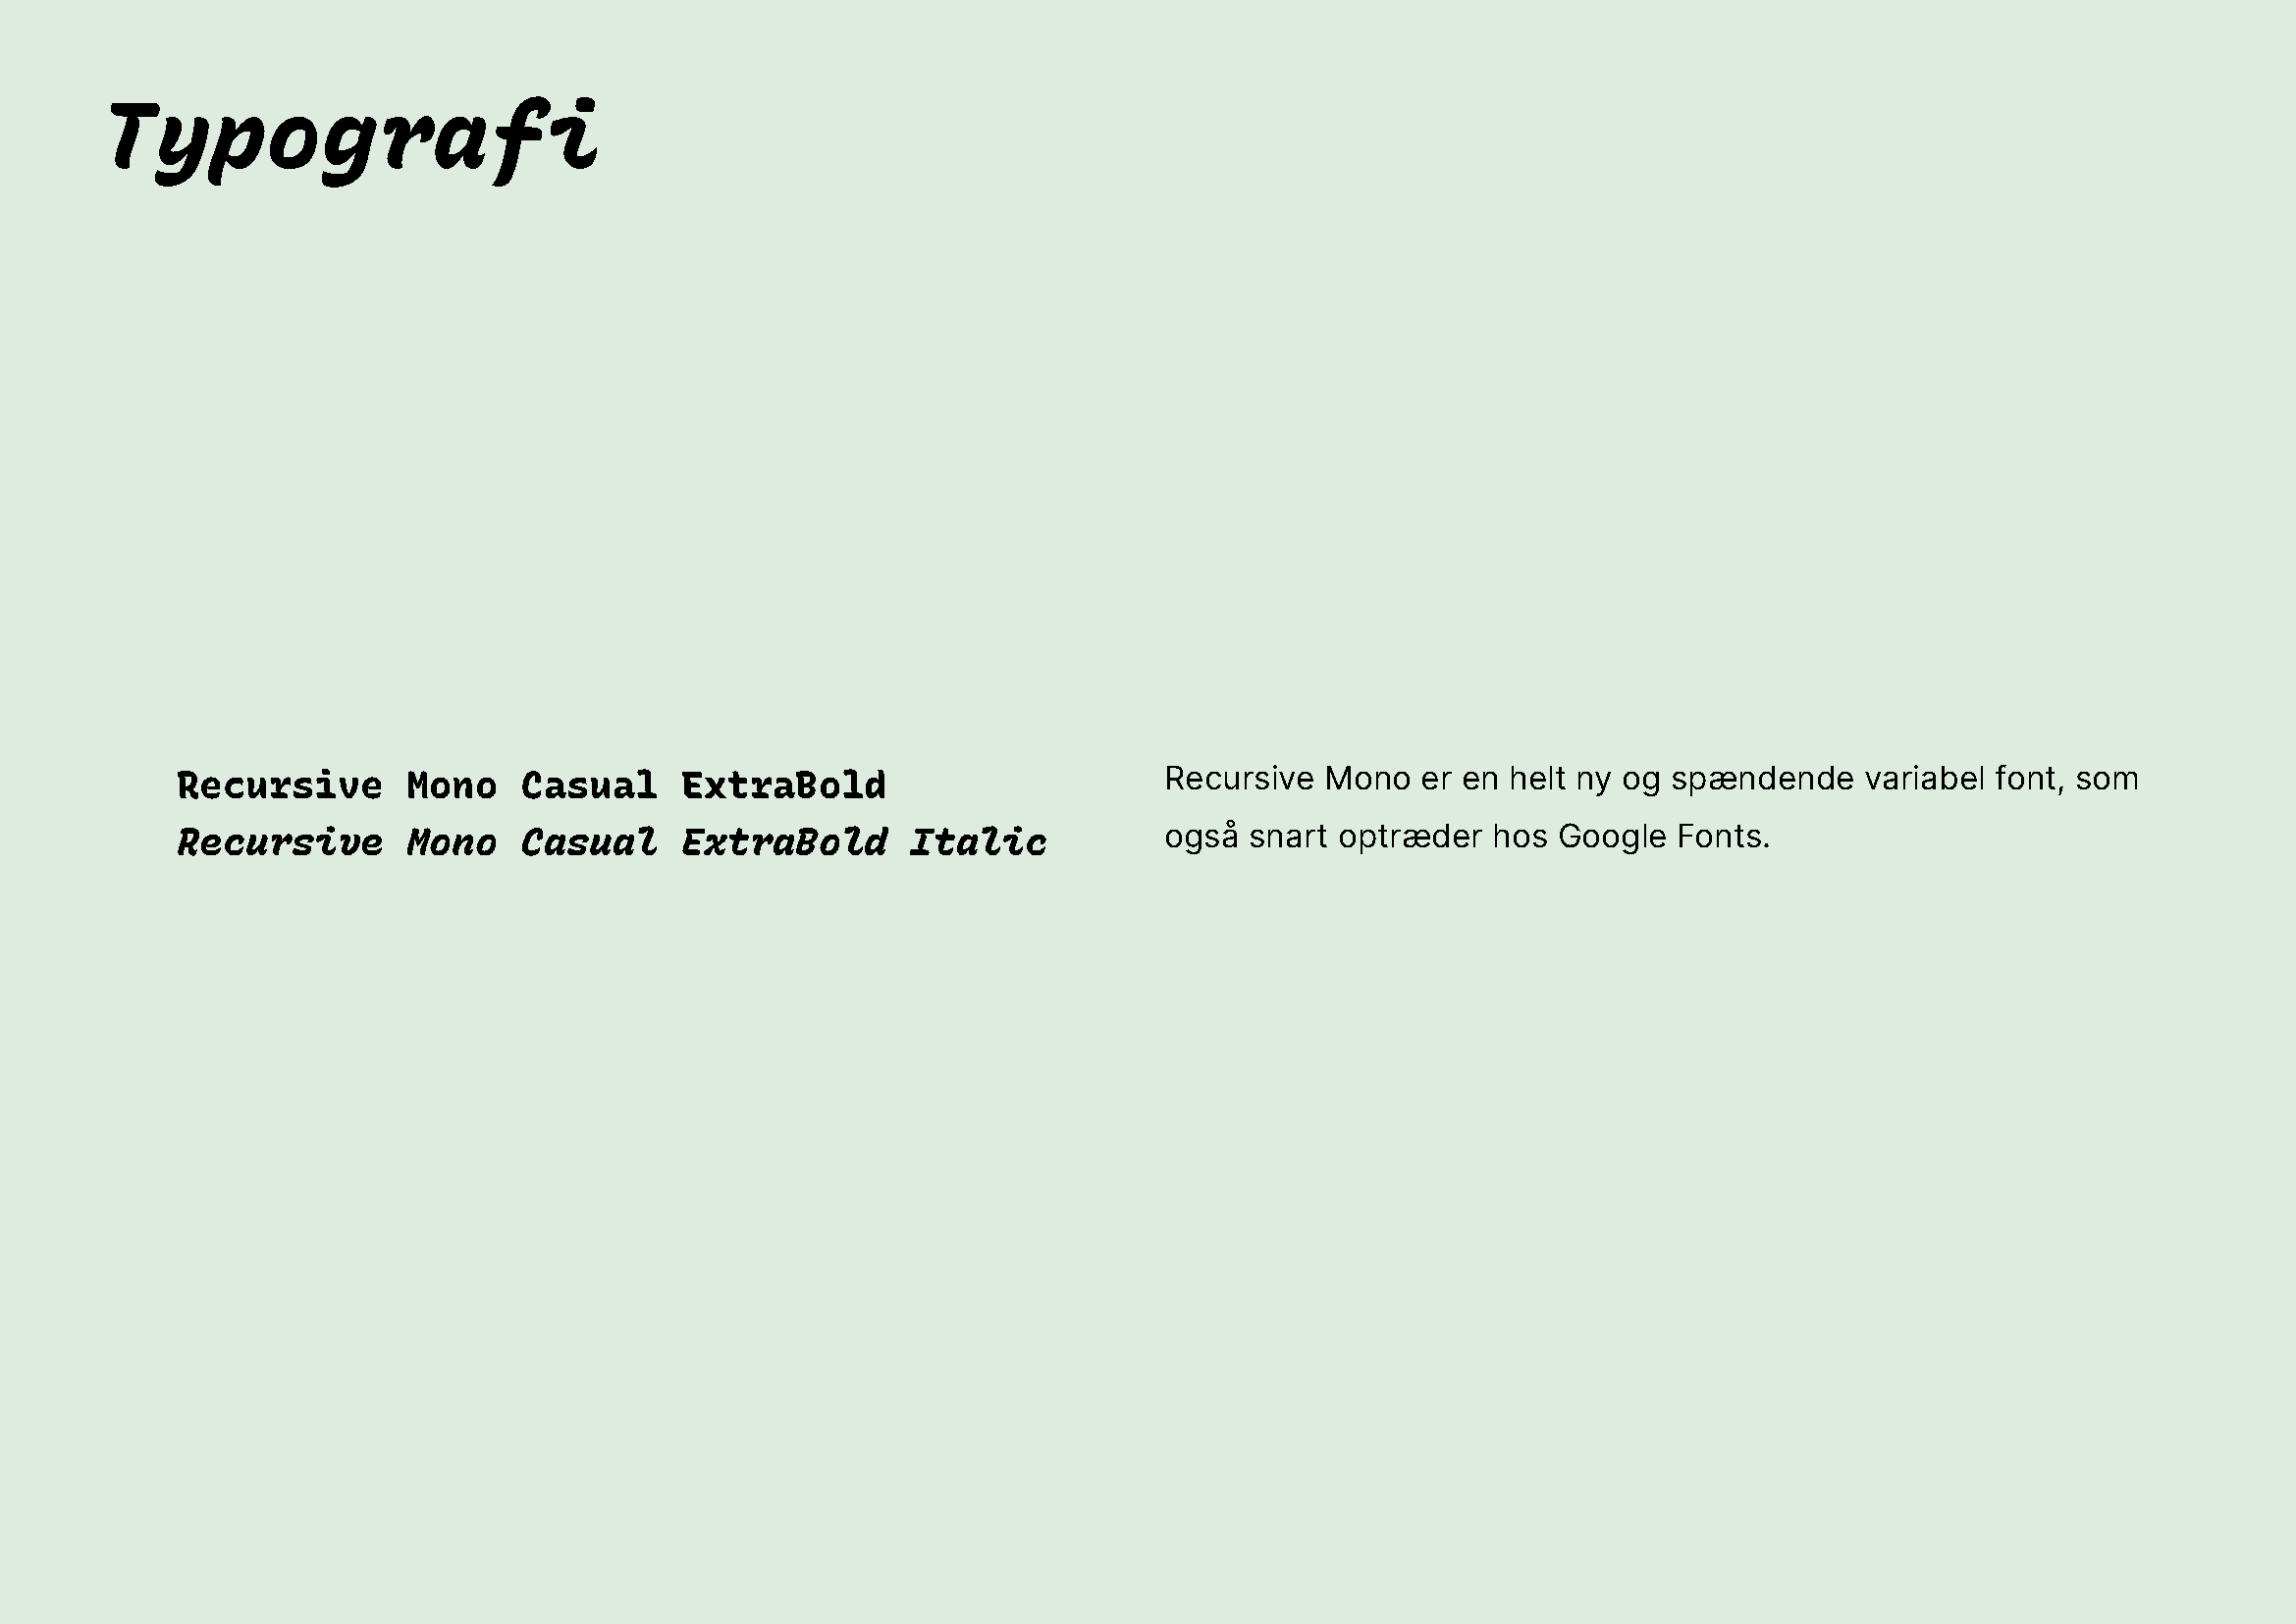 Typografi
Recursive Mono Casual ExtraBold
Recursive Mono Casual ExtraBold Italic
Recursive Mono er en helt ny og spændende variabel font, som
også snart optræder hos Google Fonts.